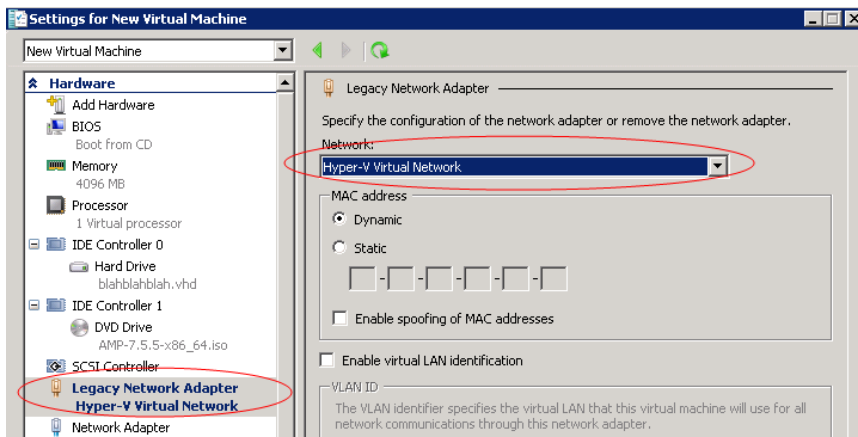 Settings for New Virtual Machine
New Virtual Machine
Hardware
Add Hardware
BIOS
Boot from CD
Memory
4096 MB
Processor
1 Virtual processor
IDE Controller 0
Hard Drive
blahblahblah.vhd
IDE Controller 1
DVD Drive
AMP-7.5.5-x86_64.iso
SCSI Controller
Legacy Network Adapter
Hyper-V Virtual Network
Network Adapter
Legacy Network Adapter
Specify the configuration of the network adapter or remove the network adapter.
Network:
Hyper-V Virtual Network
MAC address
Dynamic
Static
- - - - -
Enable spoofing of MAC addresses
Enable virtual LAN identification
VLAN ID
The VLAN identifier specifies the virtual LAN that this virtual machine will use for all
network communications through this network adapter.